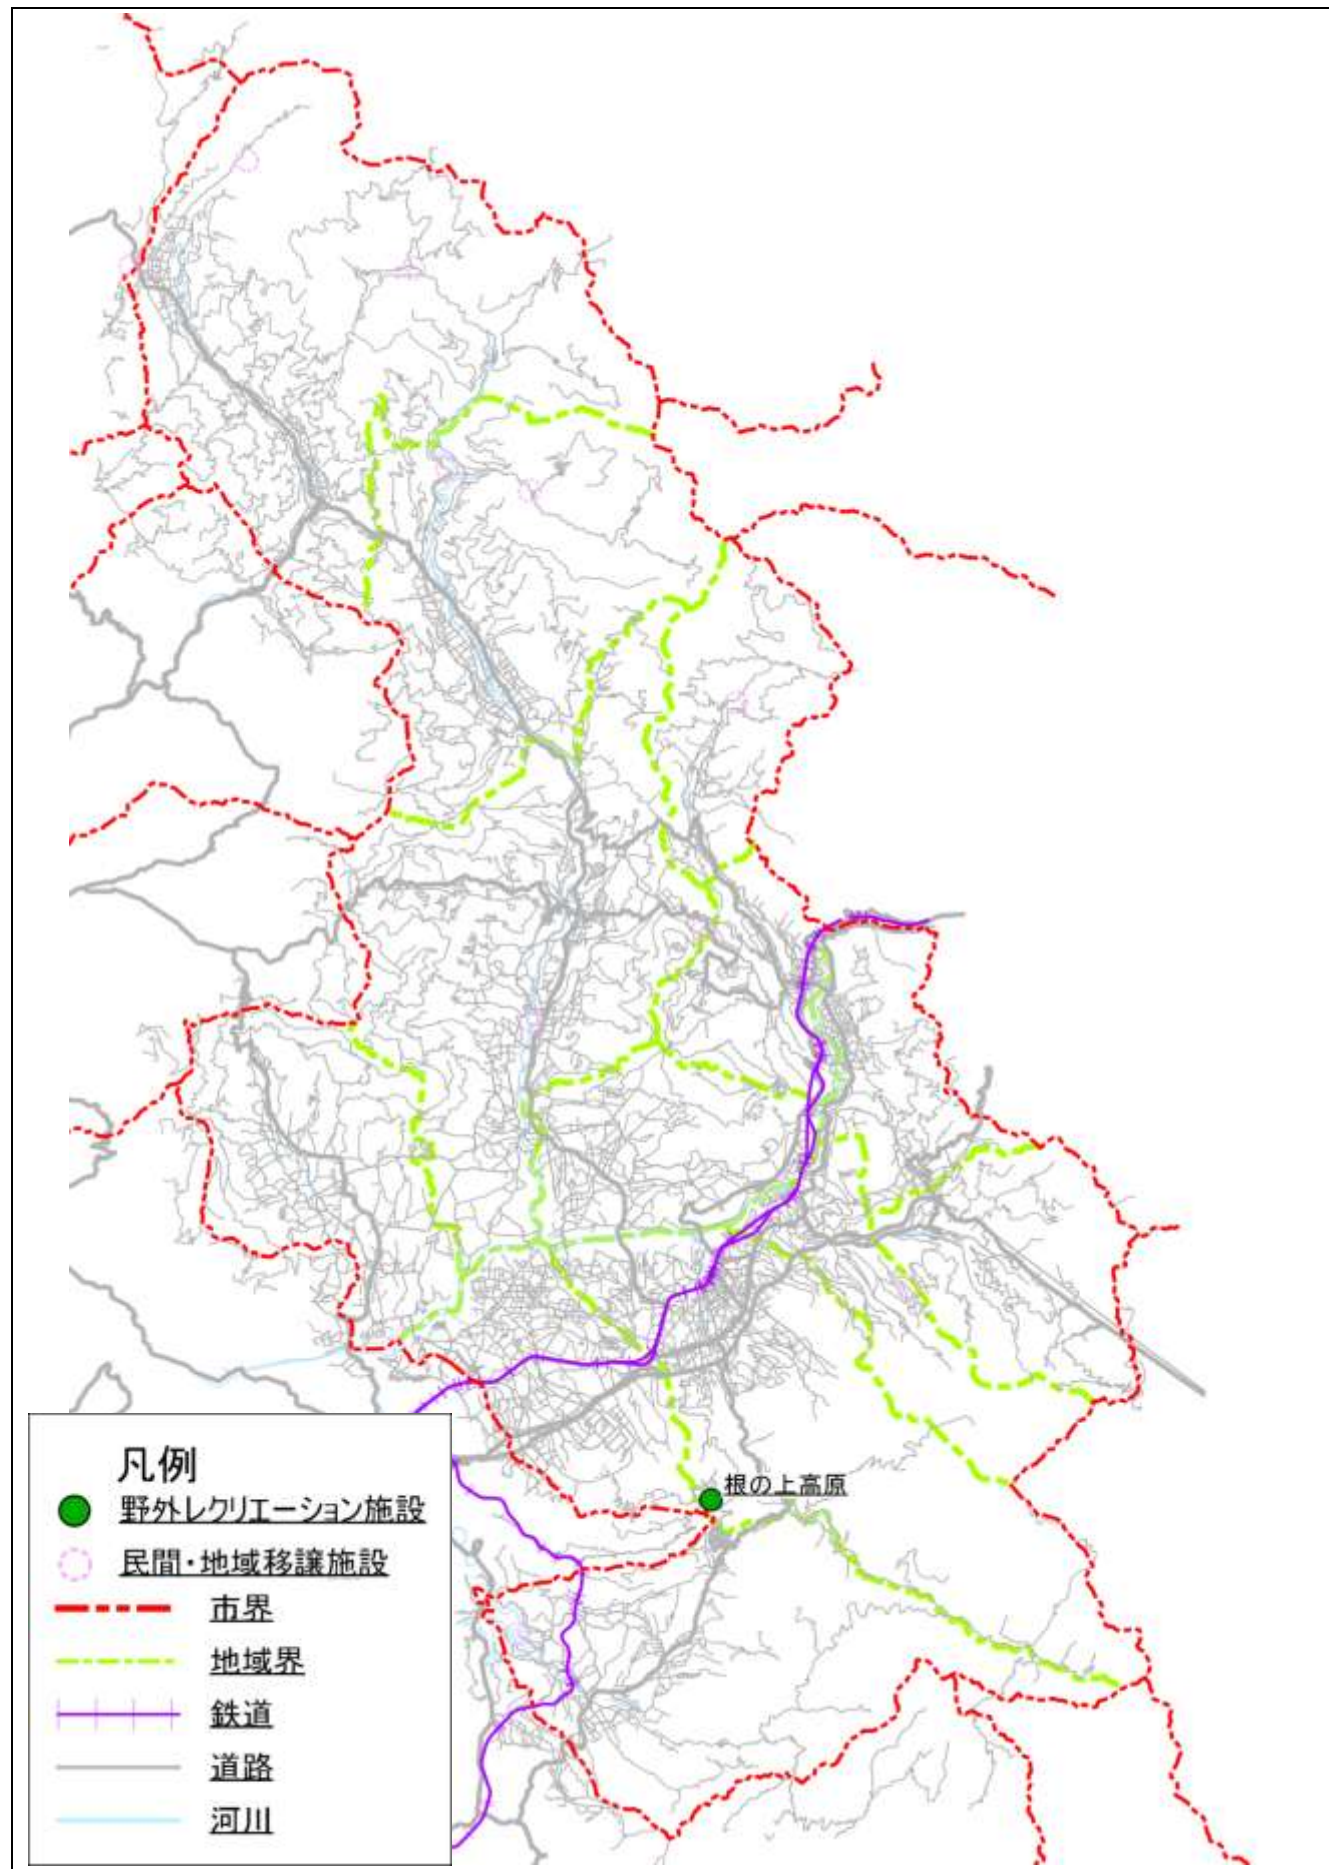 根の上高原
凡例
野外レクリエーション施設
民間・地域移譲施設
市界
地域界
鉄道
道路
河川